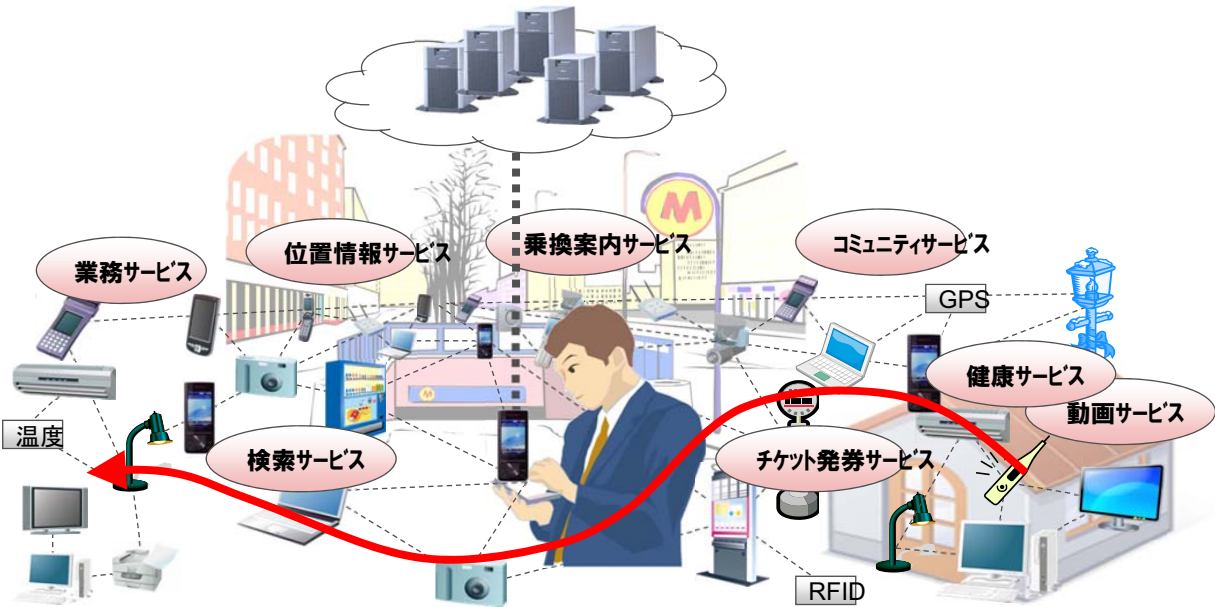 位置情報サービス
乗換案内サービス
コミュニティサービス
業務サービス
GPS
健康サービス
動画サービス
温度
検索サービス
チケット発券サービス
RFID
M
M